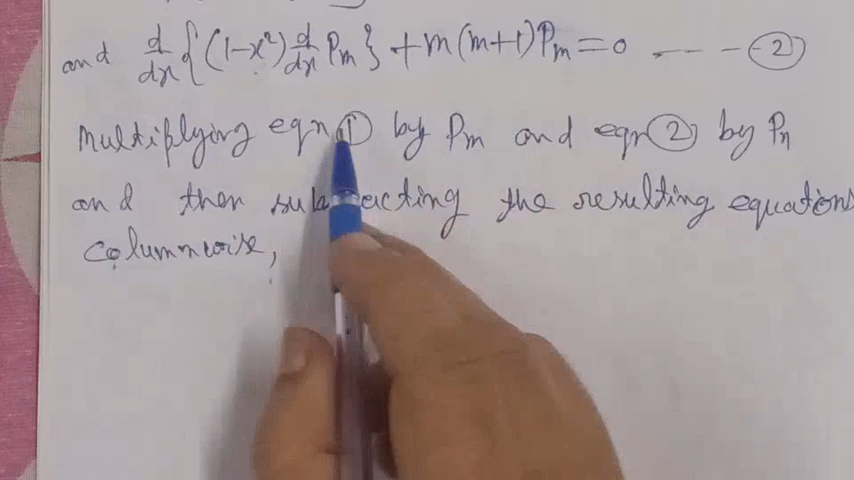 and d/dx {(1-x²) d/dx Pm} + m(m+1)Pm = 0 ---- 2
Multiplying eqn 1 by Pm and eqn 2 by Pn
and then the resulting equations
columnwise,